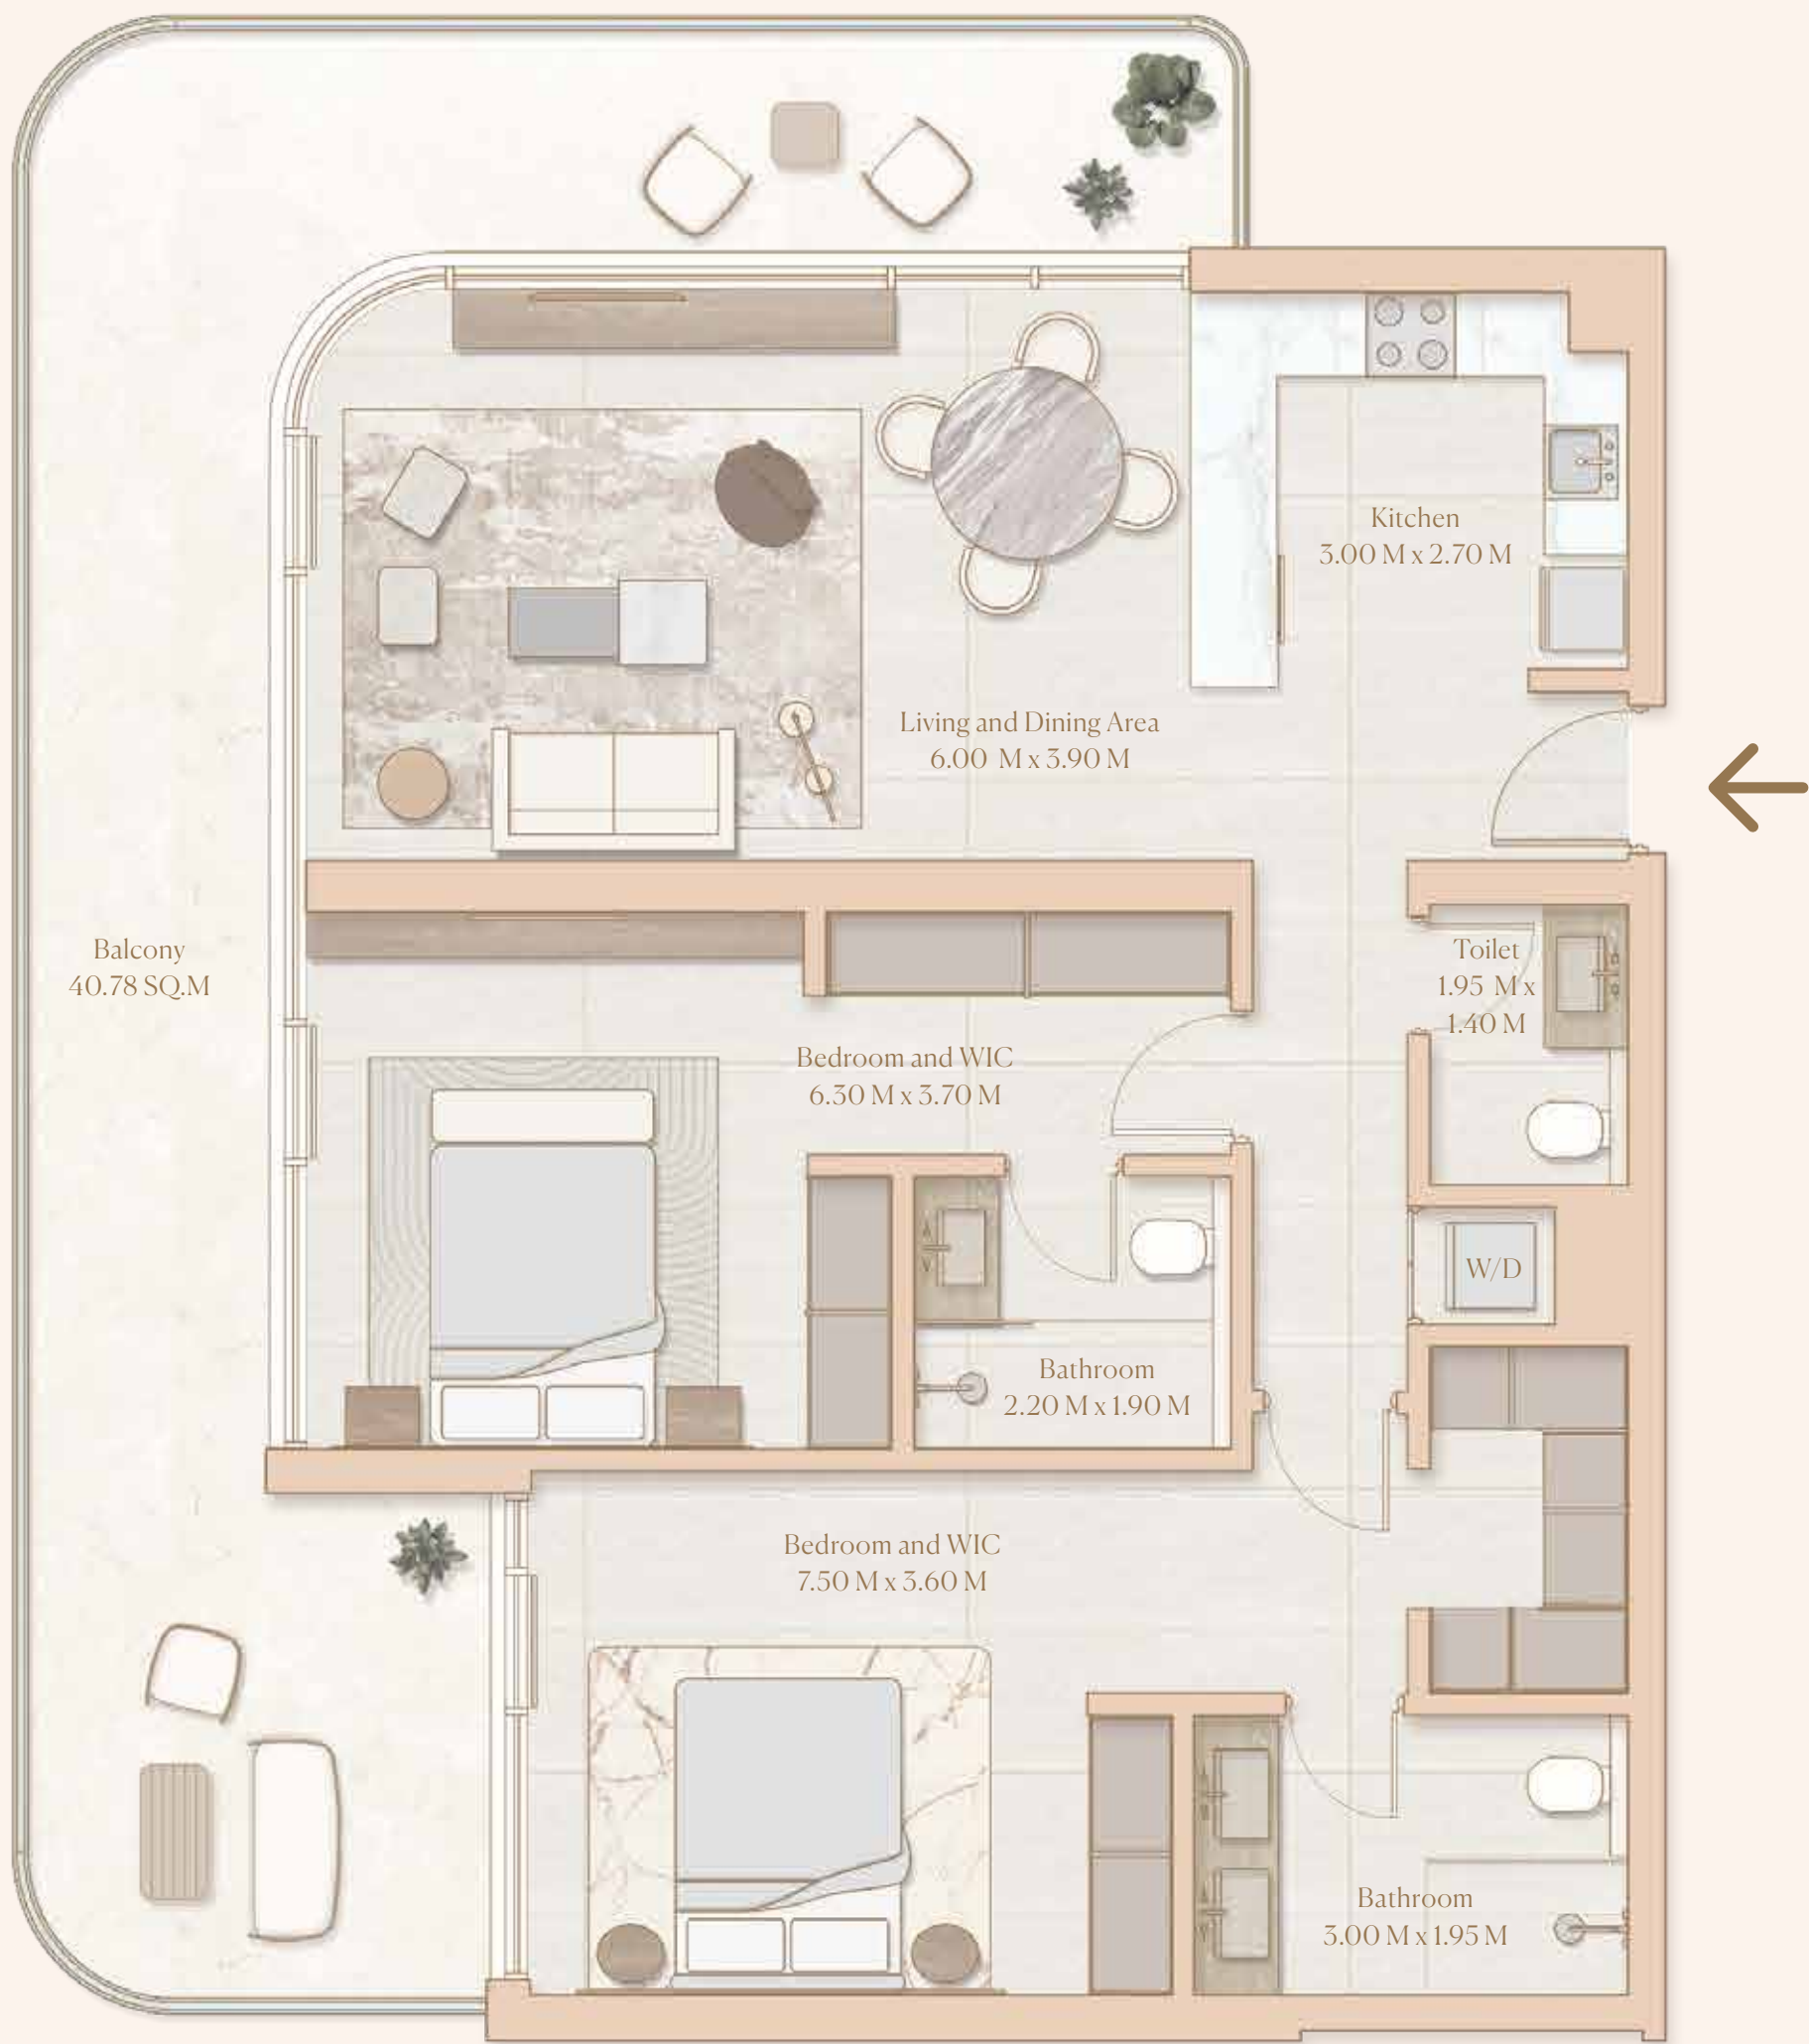 Kitchen
3.00 M x 2.70 M
Living and Dining Area
6.00 M x 3.90 M
Balcony
40.78 SQ.M
Toilet
1.95 M x
1.40 M
Bedroom and WIC
6.30 M x 3.70 M
W/D
Bathroom
2.20 M x 1.90 M
Bedroom and WIC
7.50 M x 3.60 M
Bathroom
3.00 M x 1.95 M